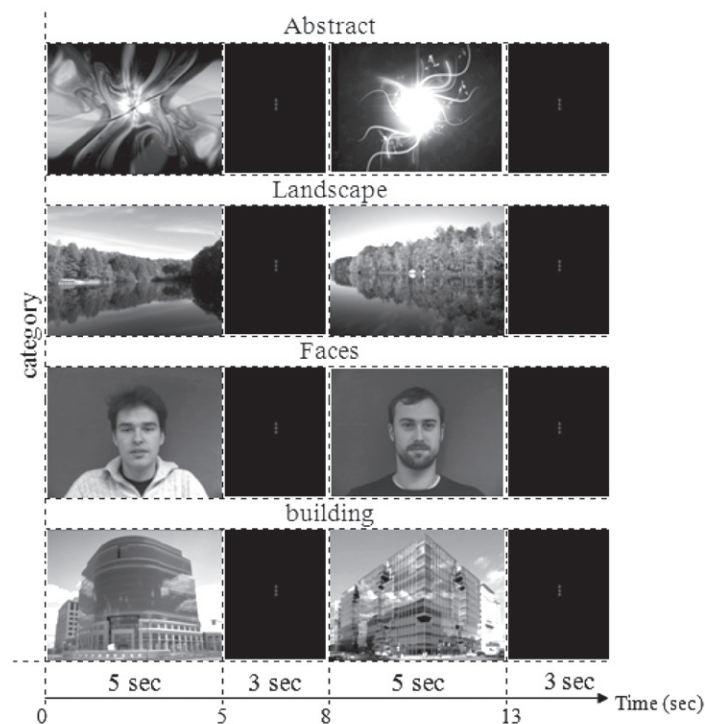 Abstract
Landscape
Faces
building
category
5 sec 3 sec 5 sec 3 sec
0 5 8 13 Time (sec)